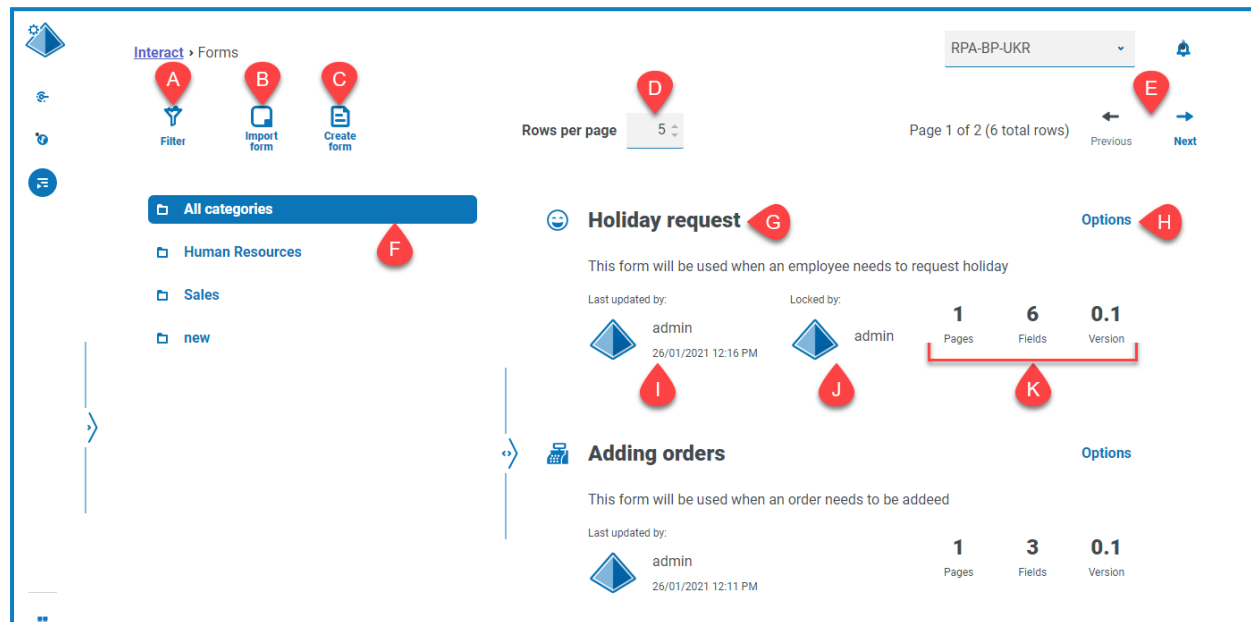 Interact › Forms
RPA-BP-UKR
A
B
C
D
E
Filter
Import
form
Create
form
Rows per page 5
Page 1 of 2 (6 total rows)
Previous
Next
All categories
F
Human Resources
Sales
new
Holiday request
G
Options
H
This form will be used when an employee needs to request holiday
Last updated by:
admin
26/01/2021 12:16 PM
I
Locked by:
admin
J
1 6 0.1
Pages Fields Version
K
Adding orders
Options
This form will be used when an order needs to be addeed
Last updated by:
admin
26/01/2021 12:11 PM
1 3 0.1
Pages Fields Version